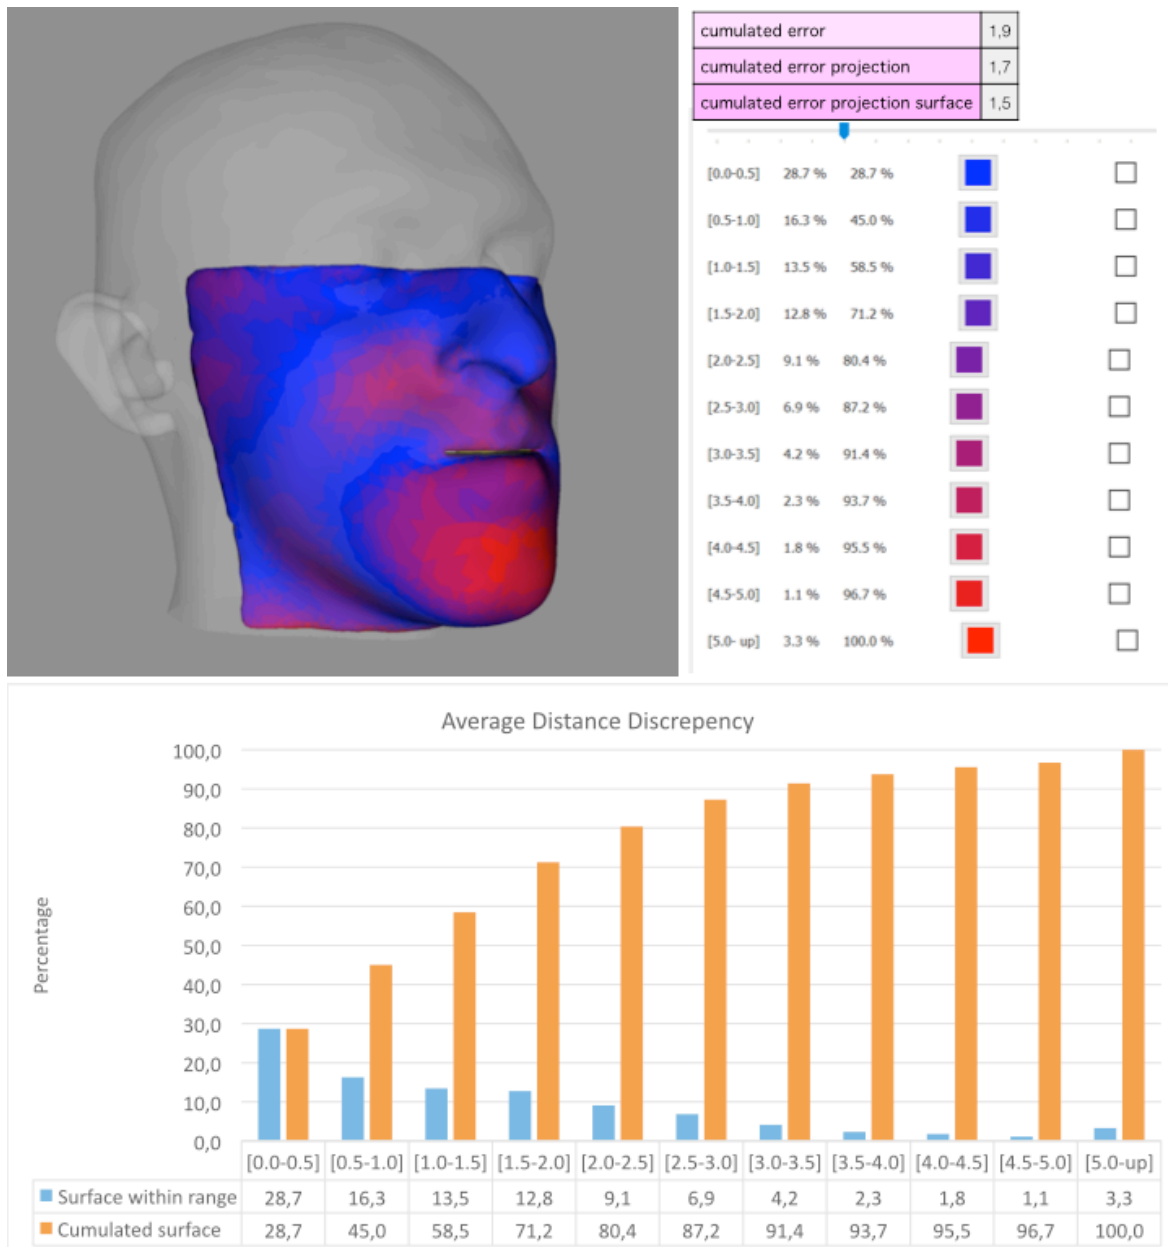 cumulated error 1,9
cumulated error projection 1,7
cumulated error projection surface 1,5
[0.0-0.5] 28.7 % 28.7 %
[0.5-1.0] 16.3 % 45.0 %
[1.0-1.5] 13.5 % 58.5 %
[1.5-2.0] 12.8 % 71.2 %
[2.0-2.5] 9.1 % 80.4 %
[2.5-3.0] 6.9 % 87.2 %
[3.0-3.5] 4.2 % 91.4 %
[3.5-4.0] 2.3 % 93.7 %
[4.0-4.5] 1.8 % 95.5 %
[4.5-5.0] 1.1 % 96.7 %
[5.0- up] 3.3 % 100.0 %
Average Distance Discrepency
100,0
90,0
80,0
70,0
60,0
50,0
40,0
30,0
20,0
10,0
0,0
Percentage
[0.0-0.5] [0.5-1.0] [1.0-1.5] [1.5-2.0] [2.0-2.5] [2.5-3.0] [3.0-3.5] [3.5-4.0] [4.0-4.5] [4.5-5.0] [5.0-up]
Surface within range 28,7 16,3 13,5 12,8 9,1 6,9 4,2 2,3 1,8 1,1 3,3
Cumulated surface 28,7 45,0 58,5 71,2 80,4 87,2 91,4 93,7 95,5 96,7 100,0